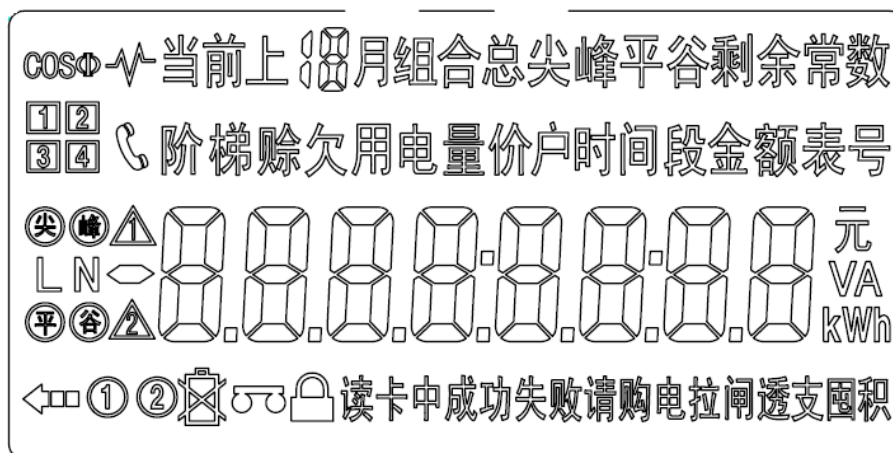 COSΦ 当前上18月组合总尖峰平谷剩余常数
1 2
3 4 阶梯赊欠用电量价户时间段金额表号
尖 峰 1 8.8.8.8:8.8:8.8 元
L N VA
平 谷 2 kWh
1 2 读卡中成功失败请购电拉闸透支囤积